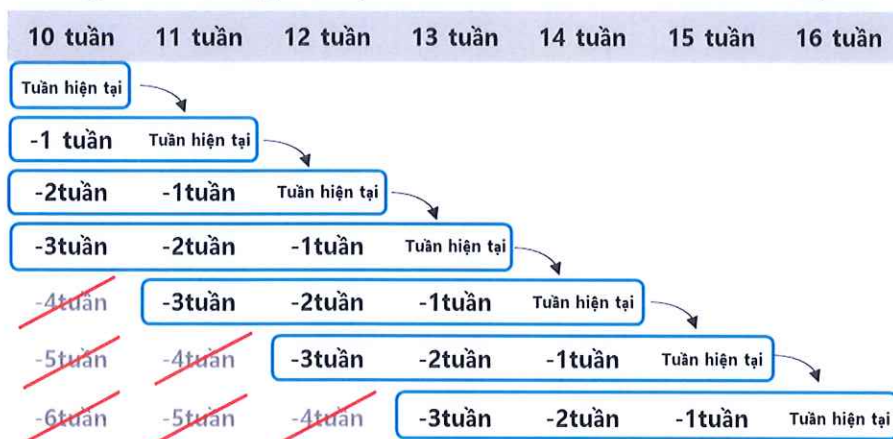 10 tuần 11 tuần 12 tuần 13 tuần 14 tuần 15 tuần 16 tuần
Tuần hiện tại
-1 tuần Tuần hiện tại
-2tuần -1tuần Tuần hiện tại
-3tuần -2tuần -1tuần Tuần hiện tại
-4tuần -3tuần -2tuần -1tuần Tuần hiện tại
-5tuần -4tuần -3tuần -2tuần -1tuần Tuần hiện tại
-6tuần -5tuần -4tuần -3tuần -2tuần -1tuần Tuần hiện tại